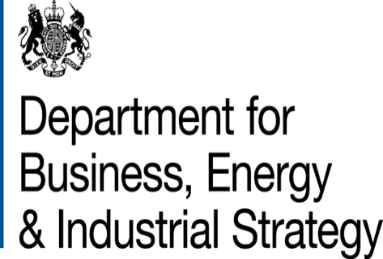 Department for
Business, Energy
& Industrial Strategy